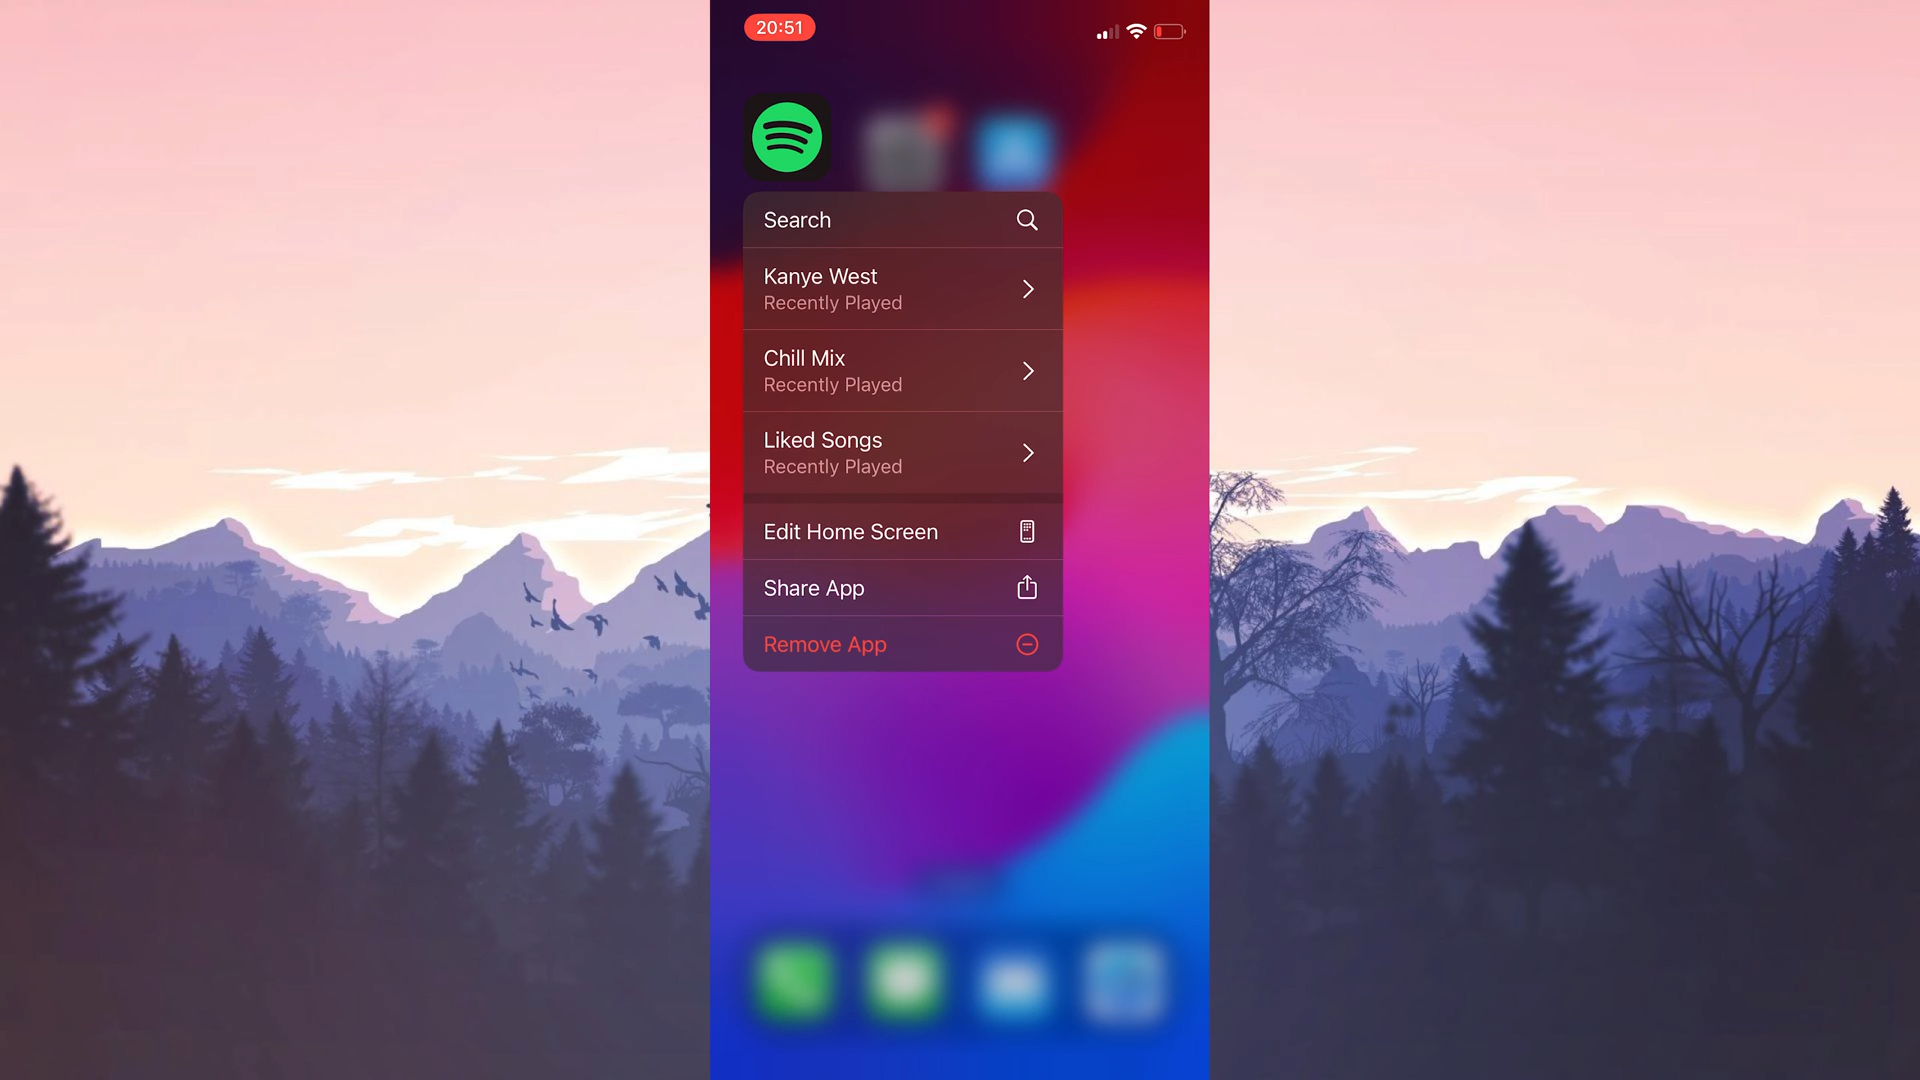 20:51
Search
Kanye West
Recently Played
Chill Mix
Recently Played
Liked Songs
Recently Played
Edit Home Screen
Share App
Remove App